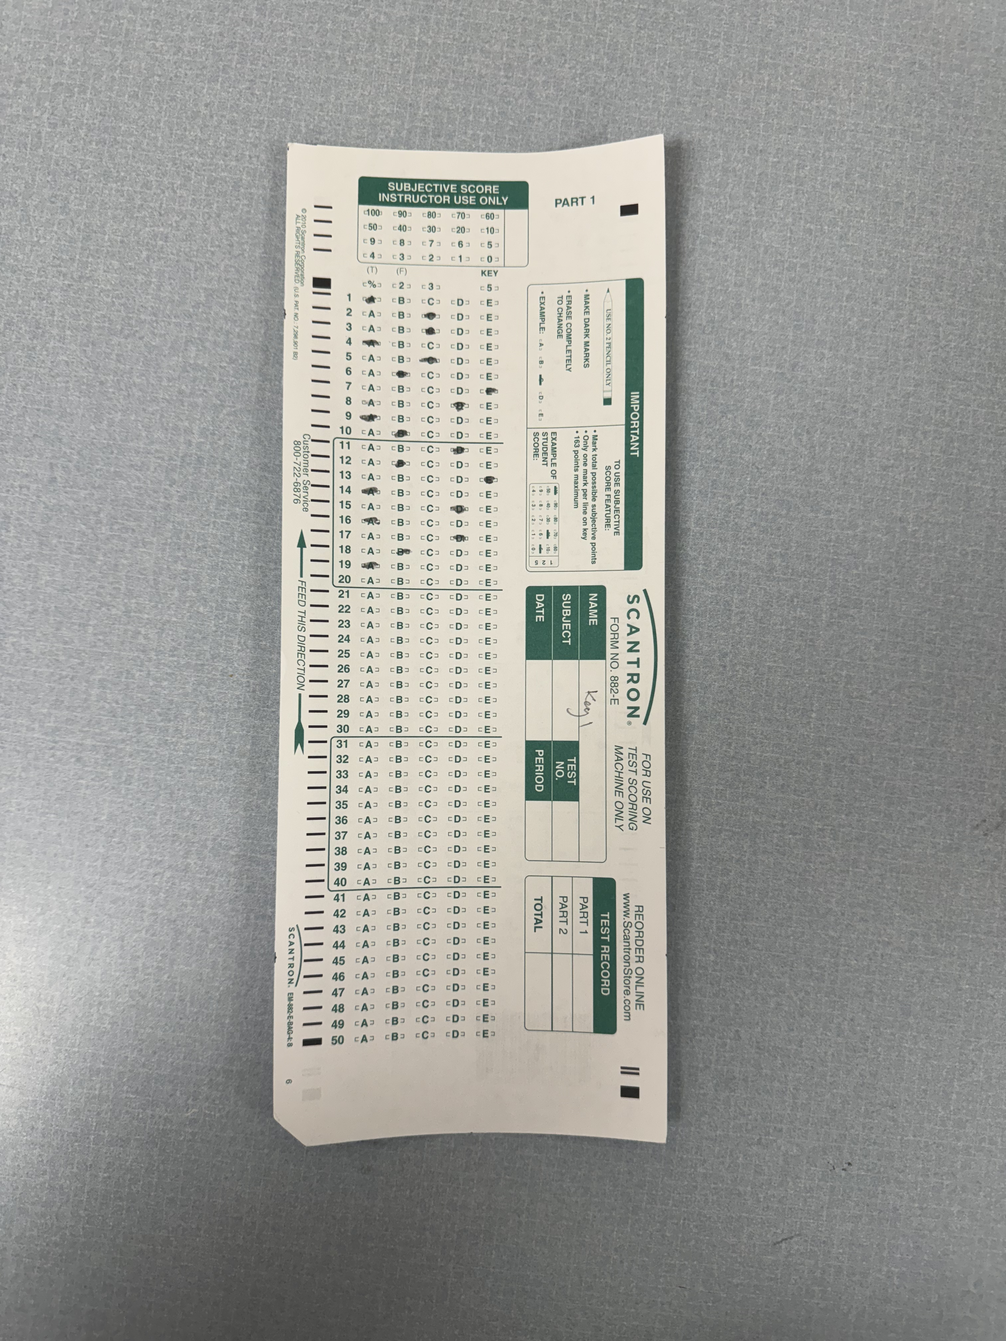 SUBJECTIVE SCORE
INSTRUCTOR USE ONLY
100 90 80 70 60
50 40 30 20 10
9 8 7 6 5
4 3 2 1 0
(T) (F) KEY
% 2 3 5
1 B C D E
2 A B D E
3 A B D E
4 A B C D E
5 A B D E
6 A C D E
7 A B C D
8 A B C E
9 A B C D E
10 A B C D E
11 A B C E
12 A C D E
13 A B C D
14 A B C D E
15 A B C E
16 A B C D E
17 A B C E
18 A C D E
19 A B C D E
20 A B C D E
21 A B C D E
22 A B C D E
23 A B C D E
24 A B C D E
25 A B C D E
26 A B C D E
27 A B C D E
28 A B C D E
29 A B C D E
30 A B C D E
31 A B C D E
32 A B C D E
33 A B C D E
34 A B C D E
35 A B C D E
36 A B C D E
37 A B C D E
38 A B C D E
39 A B C D E
40 A B C D E
41 A B C D E
42 A B C D E
43 A B C D E
44 A B C D E
45 A B C D E
46 A B C D E
47 A B C D E
48 A B C D E
49 A B C D E
50 A B C D E
PART 1
IMPORTANT
USE NO. 2 PENCIL ONLY
• MAKE DARK MARKS
• ERASE COMPLETELY
TO CHANGE
• EXAMPLE: A B D E
TO USE SUBJECTIVE
SCORE FEATURE:
• Mark total possible subjective points
• Only one mark per line on key
• 163 points maximum
EXAMPLE OF
STUDENT
SCORE:
SCANTRON®
FORM NO. 882-E
FOR USE ON
TEST SCORING
MACHINE ONLY
REORDER ONLINE
www.ScantronStore.com
NAME Key 1
SUBJECT
TEST
NO.
DATE
PERIOD
TEST RECORD
PART 1
PART 2
TOTAL
© 2010 Scantron Corporation
ALL RIGHTS RESERVED.
Customer Service
800-722-6876
FEED THIS DIRECTION
SCANTRON.
6